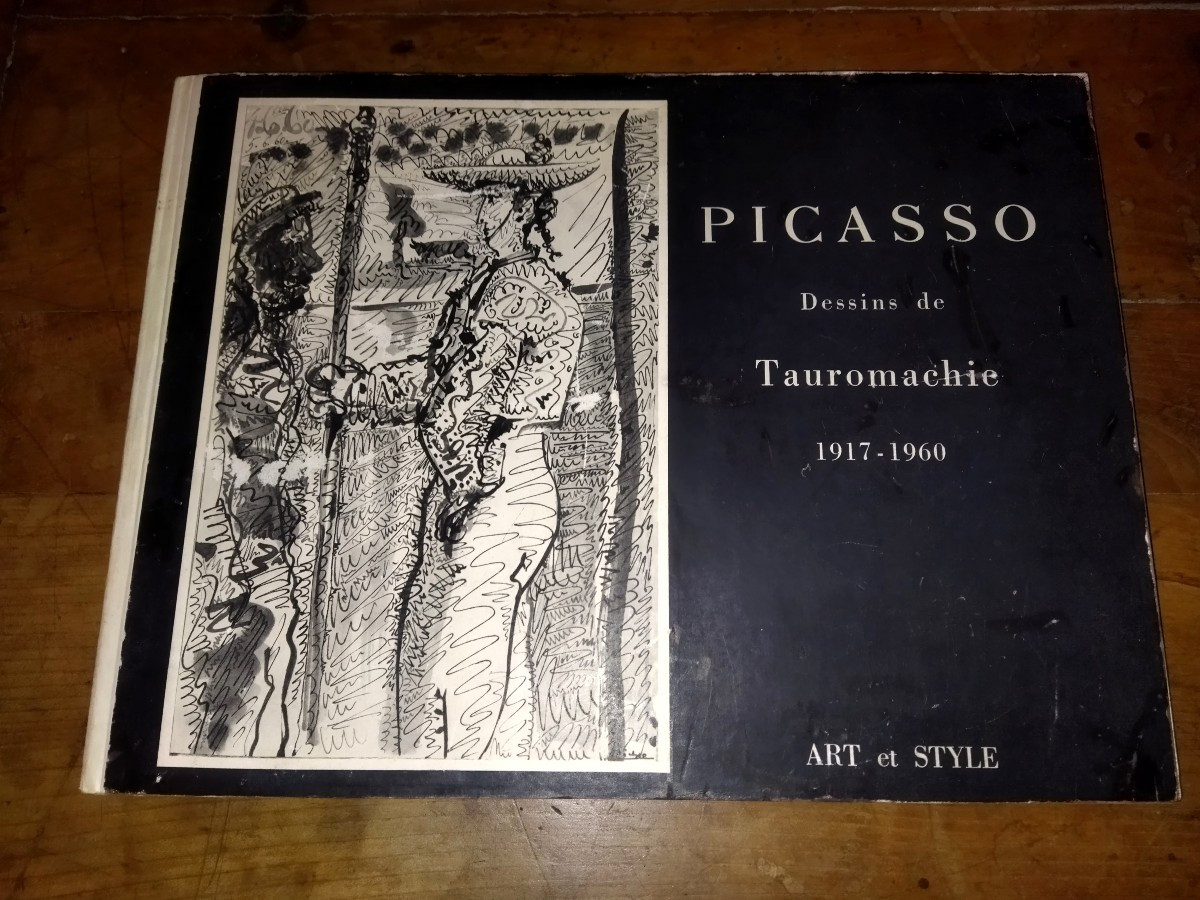 PICASSO
Dessins de
Tauromachie
1917-1960
ART et STYLE